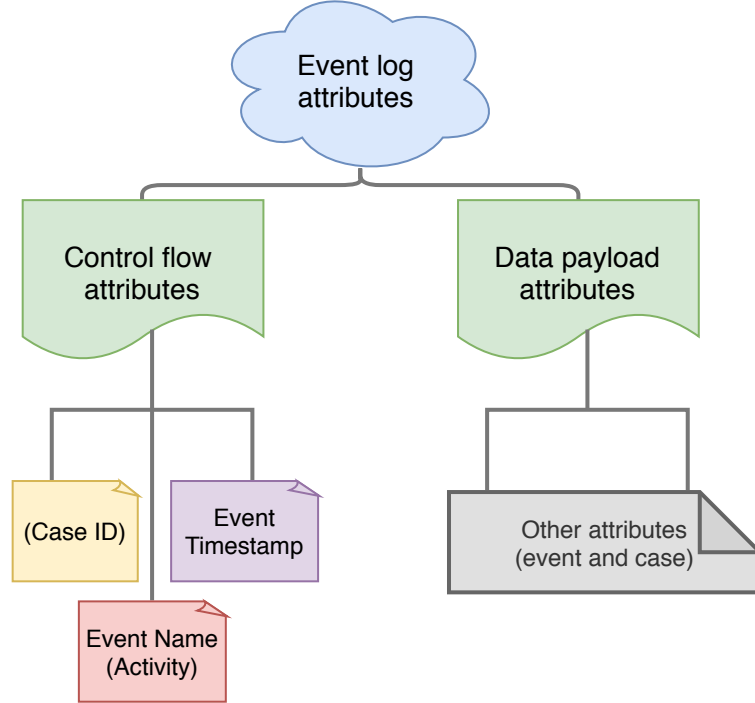 Event log
attributes
Control flow
attributes
Data payload
attributes
(Case ID)
Event
Timestamp
Other attributes
(event and case)
Event Name
(Activity)